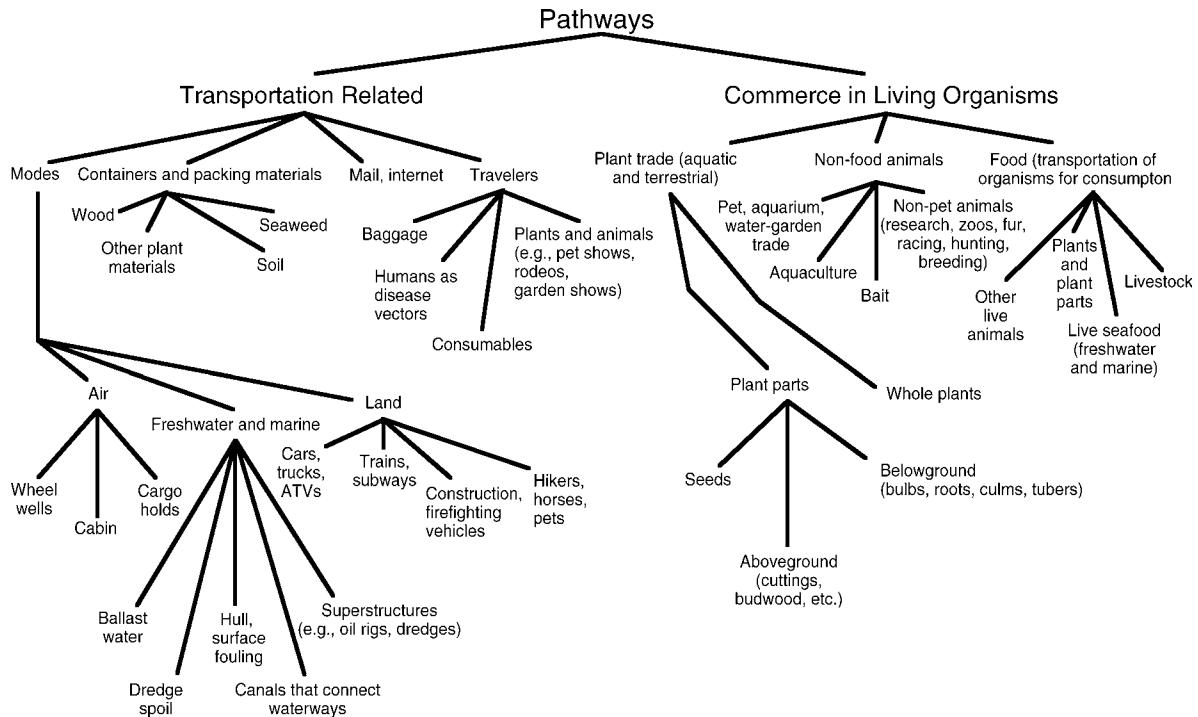 Pathways
Transportation Related
Commerce in Living Organisms
Modes
Containers and packing materials
Mail, internet
Travelers
Plant trade (aquatic
and terrestrial)
Non-food animals
Food (transportation of
organisms for consumpton
Wood
Other plant
materials
Soil
Seaweed
Baggage
Humans as
disease
vectors
Consumables
Plants and animals
(e.g., pet shows,
rodeos,
garden shows)
Pet, aquarium,
water-garden
trade
Aquaculture
Bait
Non-pet animals
(research, zoos, fur,
racing, hunting,
breeding)
Other
live
animals
Plants
and
plant
parts
Live seafood
(freshwater
and marine)
Livestock
Air
Freshwater and marine
Land
Plant parts
Whole plants
Wheel
wells
Cabin
Cargo
holds
Cars,
trucks,
ATVs
Trains,
subways
Construction,
firefighting
vehicles
Hikers,
horses,
pets
Seeds
Aboveground
(cuttings,
budwood, etc.)
Belowground
(bulbs, roots, culms, tubers)
Ballast
water
Dredge
spoil
Hull,
surface
fouling
Canals that connect
waterways
Superstructures
(e.g., oil rigs, dredges)